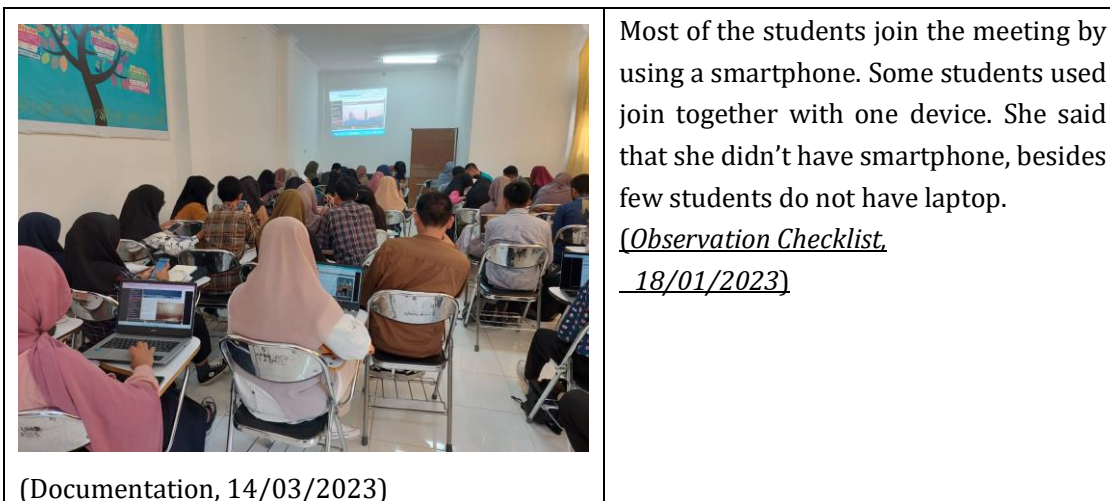 Most of the students join the meeting by
using a smartphone. Some students used
join together with one device. She said
that she didn't have smartphone, besides
few students do not have laptop.
(Observation Checklist,
18/01/2023)
(Documentation, 14/03/2023)